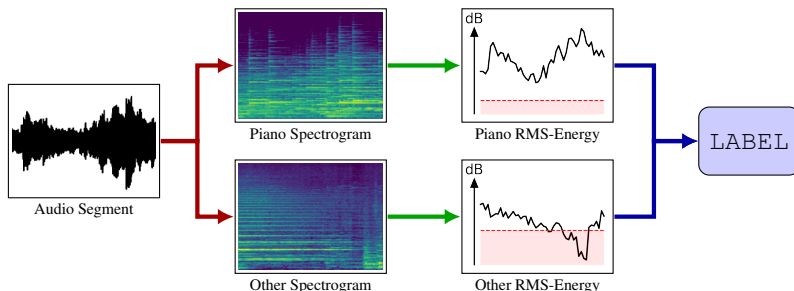 dB
Piano Spectrogram
Piano RMS-Energy
LABEL
Audio Segment
dB
Other Spectrogram
Other RMS-Energy